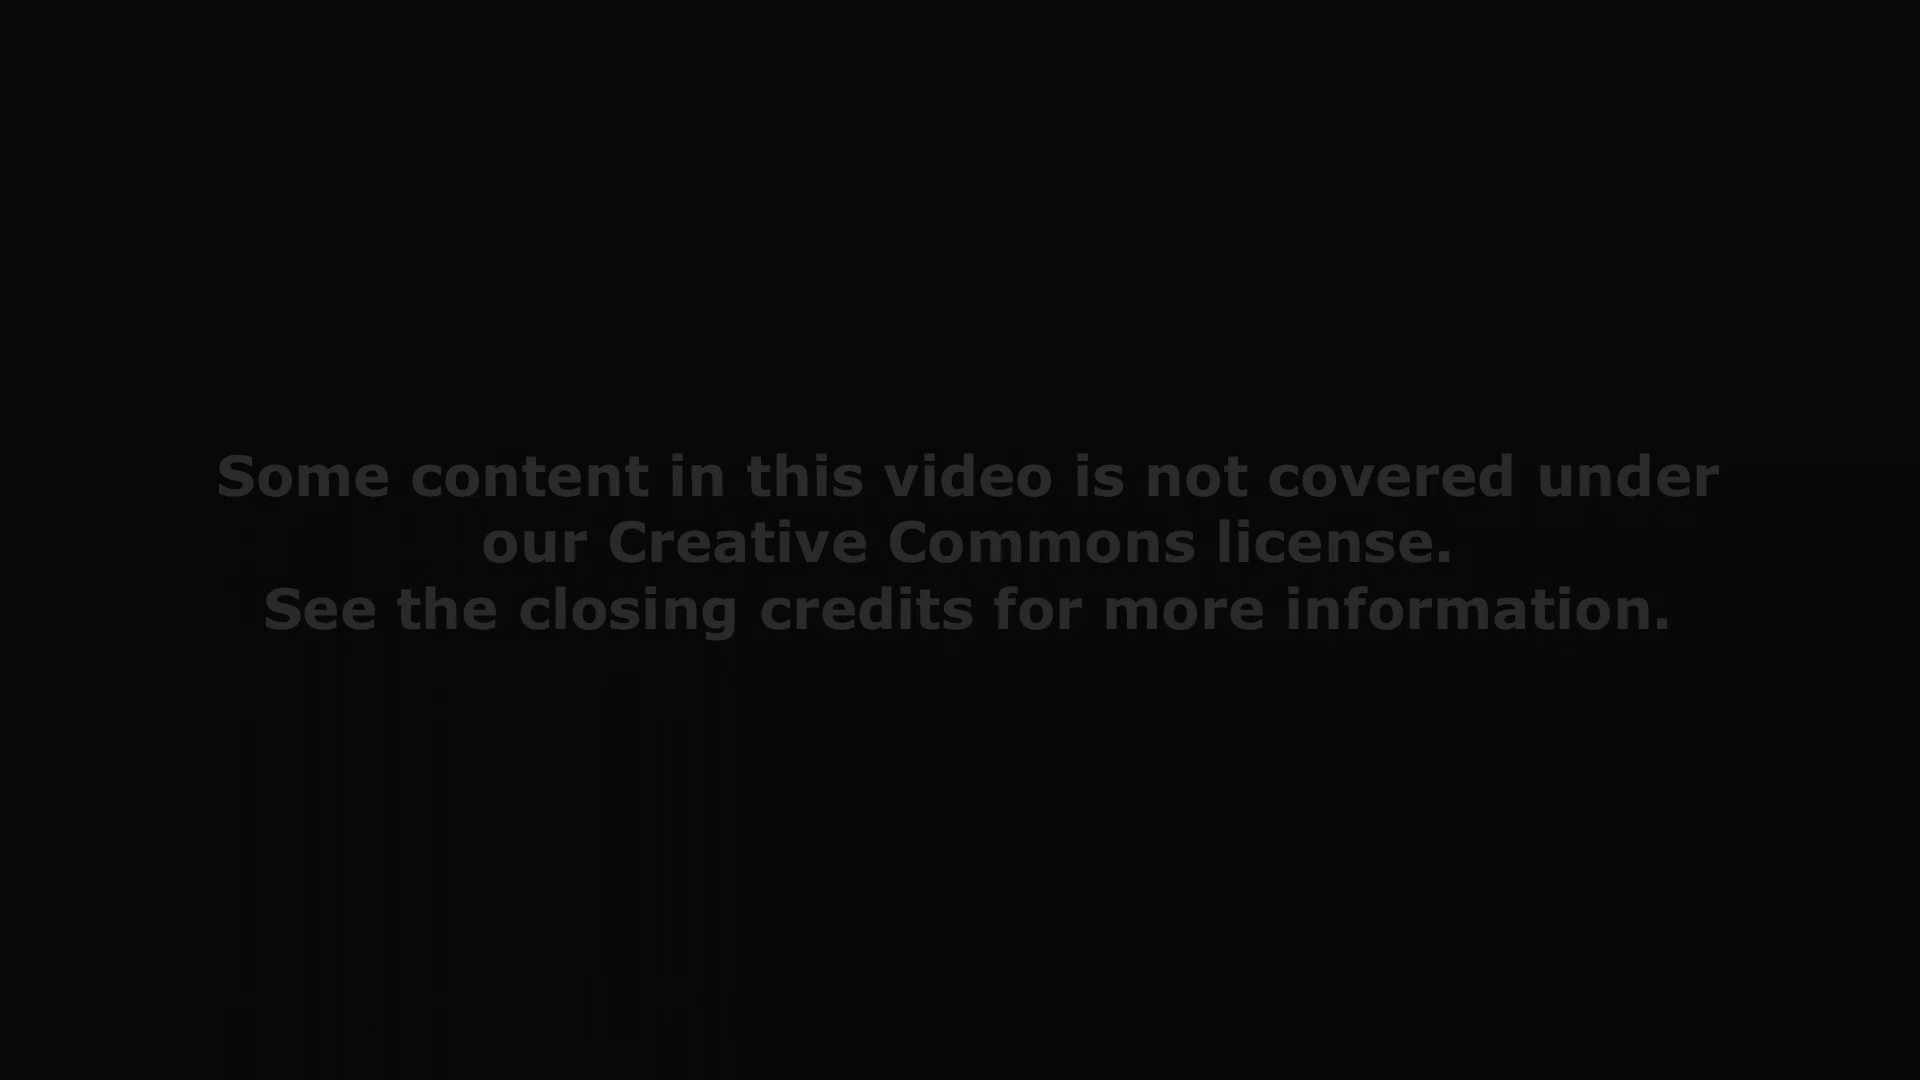 Some content in this video is not covered under
our Creative Commons license.
See the closing credits for more information.